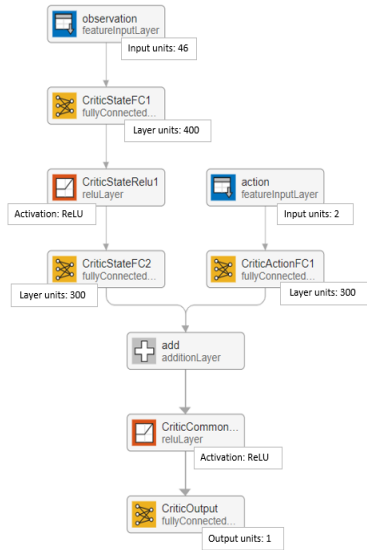 observation
featureInputLayer
Input units: 46
CriticStateFC1
fullyConnected...
Layer units: 400
CriticStateRelu1
reluLayer
Activation: ReLU
action
featureInputLayer
Input units: 2
CriticStateFC2
fullyConnected...
Layer units: 300
CriticActionFC1
fullyConnected...
Layer units: 300
add
additionLayer
CriticCommon...
reluLayer
Activation: ReLU
CriticOutput
fullyConnected...
Output units: 1